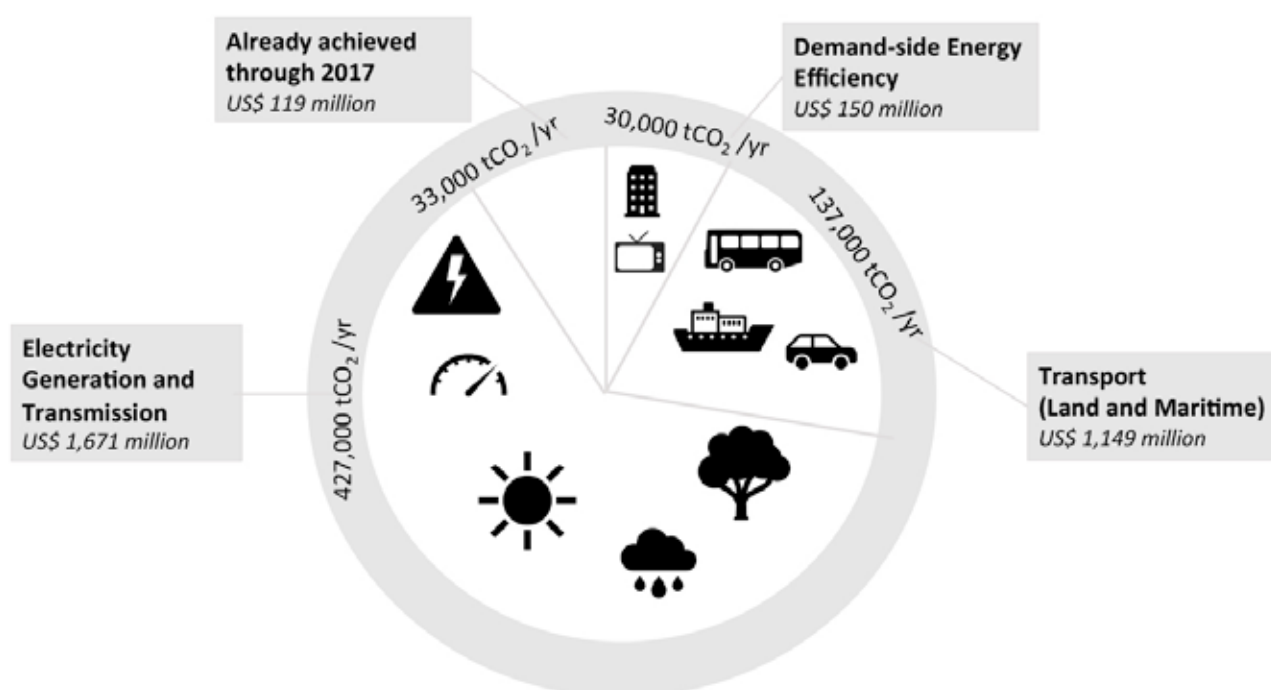 Already achieved
through 2017
US$ 119 million
Demand-side Energy
Efficiency
US$ 150 million
33,000 tCO₂ /yr
30,000 tCO₂ /yr
137,000 tCO₂ /yr
427,000 tCO₂ /yr
Electricity
Generation and
Transmission
US$ 1,671 million
Transport
(Land and Maritime)
US$ 1,149 million